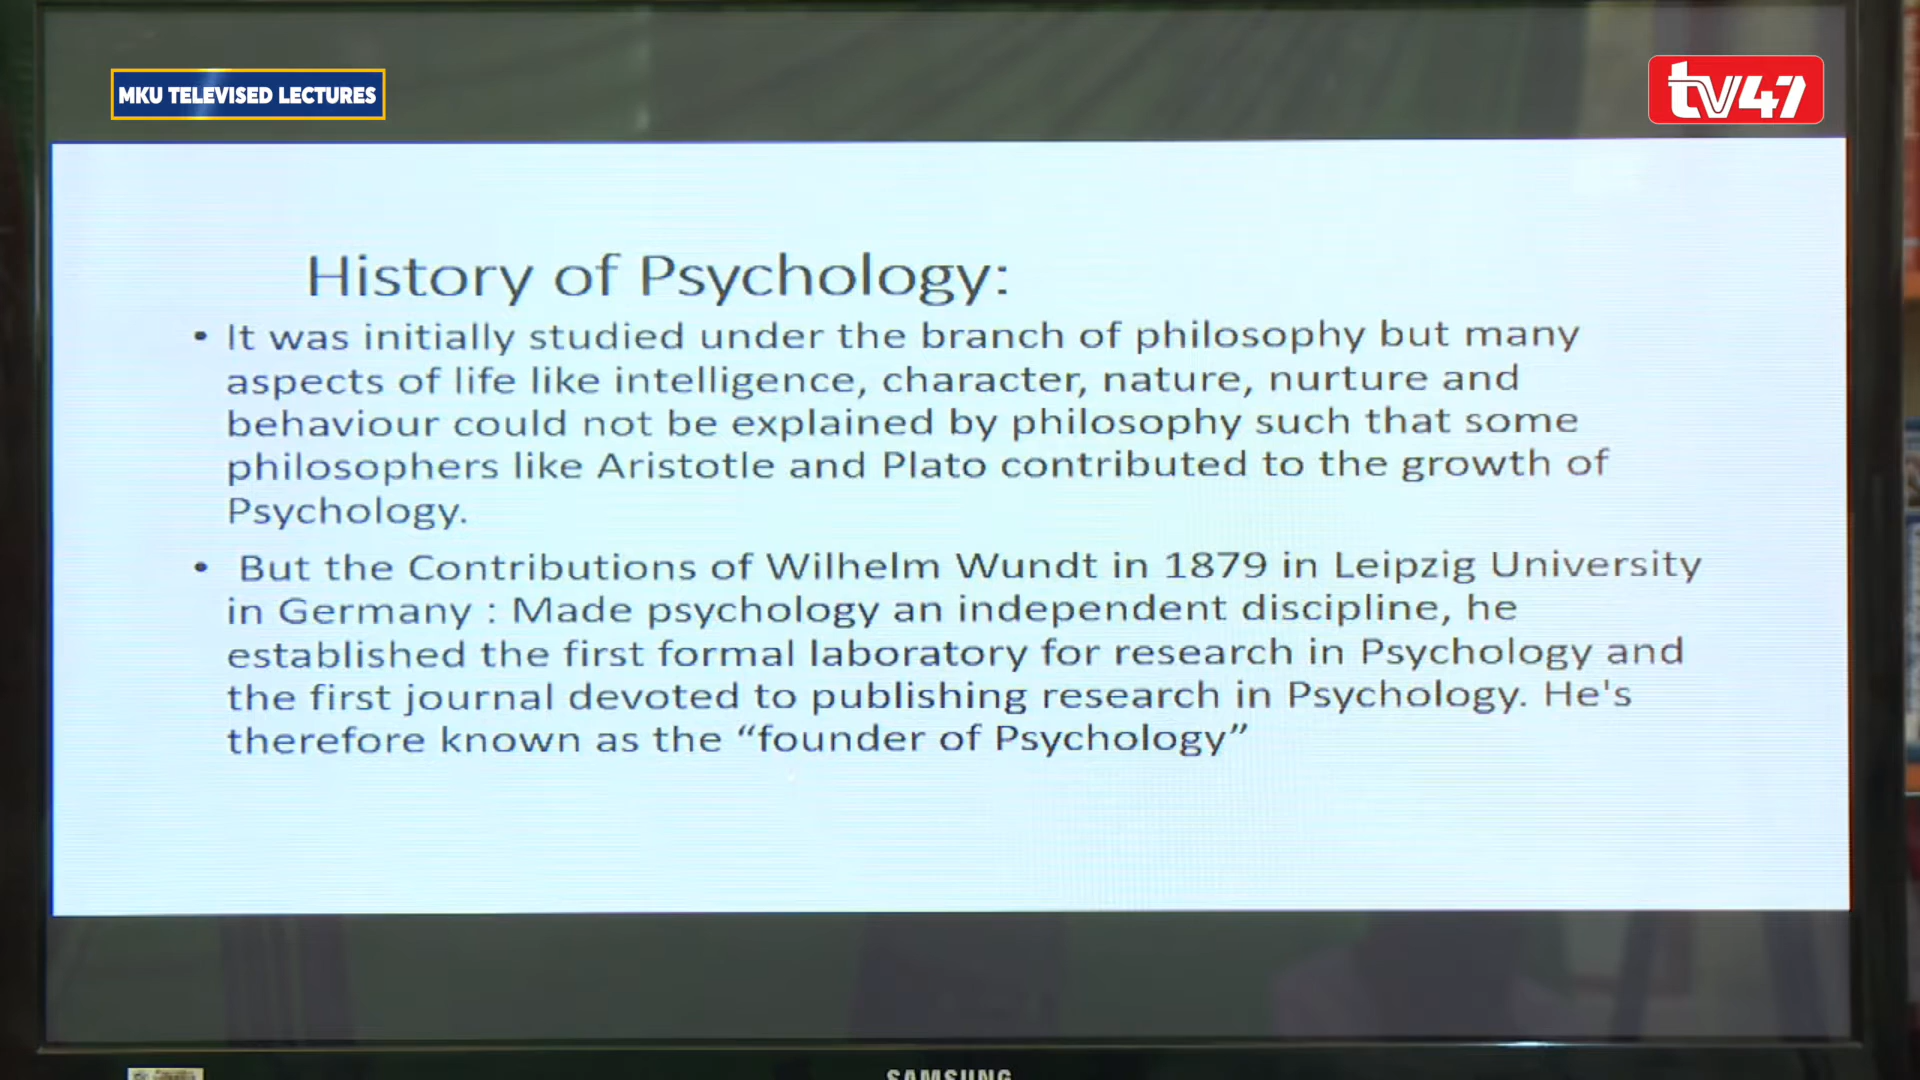 MKU TELEVISED LECTURES
tv47
History of Psychology:
• It was initially studied under the branch of philosophy but many
aspects of life like intelligence, character, nature, nurture and
behaviour could not be explained by philosophy such that some
philosophers like Aristotle and Plato contributed to the growth of
Psychology.
• But the Contributions of Wilhelm Wundt in 1879 in Leipzig University
in Germany : Made psychology an independent discipline, he
established the first formal laboratory for research in Psychology and
the first journal devoted to publishing research in Psychology. He's
therefore known as the “founder of Psychology”
SAMSUNG